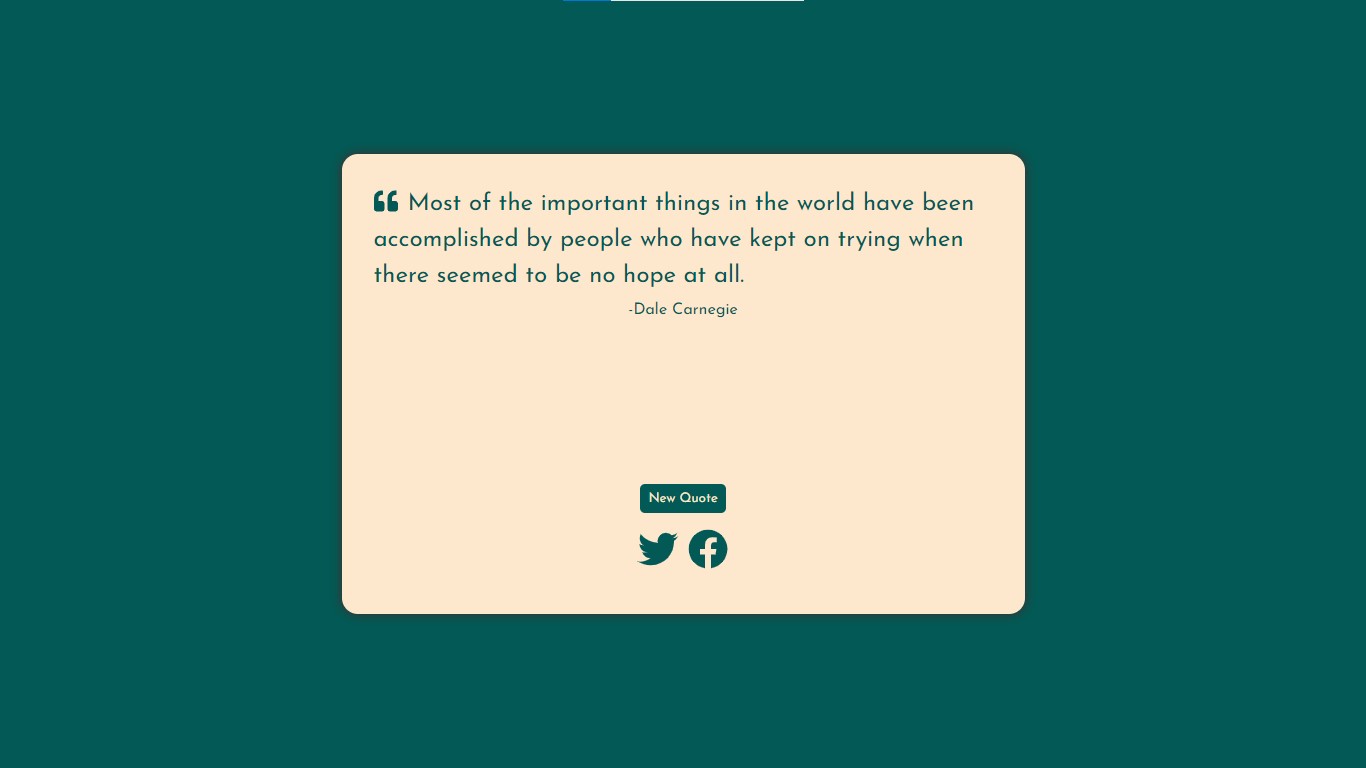 Most of the important things in the world have been
accomplished by people who have kept on trying when
there seemed to be no hope at all.
-Dale Carnegie
New Quote